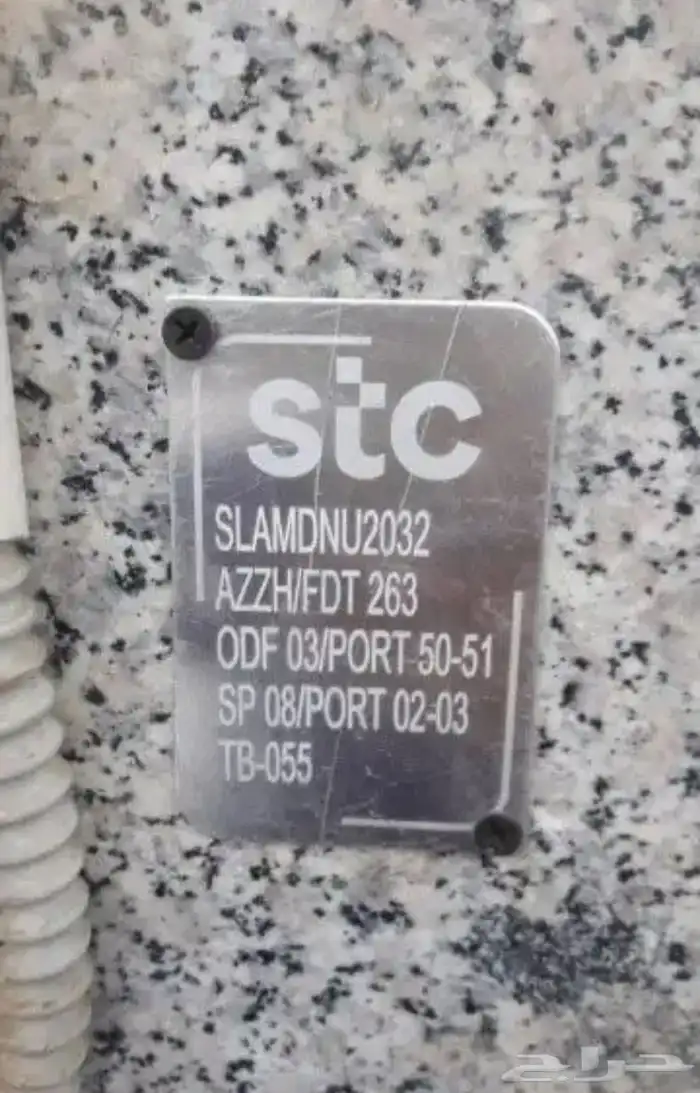 stc
SLAMDNU2032
AZZH/FDT 263
ODF 03/PORT 50-51
SP 08/PORT 02-03
TB-055
حراج